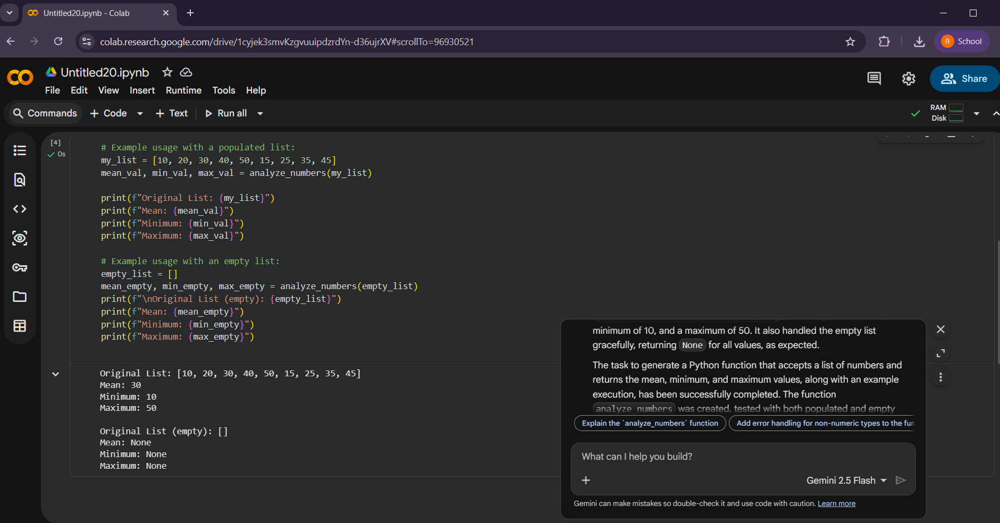 Untitled20.ipynb - Colab
colab.research.google.com/drive/1cyjek3smvKzgvuuipdzrdYn-d36ujrXV#scrollTo=96930521
R School
Untitled20.ipynb
File Edit View Insert Runtime Tools Help
Share
Commands + Code + Text Run all
RAM
Disk
[4]
0s
# Example usage with a populated list:
my_list = [10, 20, 30, 40, 50, 15, 25, 35, 45]
mean_val, min_val, max_val = analyze_numbers(my_list)
print(f"Original List: {my_list}")
print(f"Mean: {mean_val}")
print(f"Minimum: {min_val}")
print(f"Maximum: {max_val}")
# Example usage with an empty list:
empty_list = []
mean_empty, min_empty, max_empty = analyze_numbers(empty_list)
print(f"\nOriginal List (empty): {empty_list}")
print(f"Mean: {mean_empty}")
print(f"Minimum: {min_empty}")
print(f"Maximum: {max_empty}")
Original List: [10, 20, 30, 40, 50, 15, 25, 35, 45]
Mean: 30
Minimum: 10
Maximum: 50
Original List (empty): []
Mean: None
Minimum: None
Maximum: None
minimum of 10, and a maximum of 50. It also handled the empty list
gracefully, returning None for all values, as expected.
The task to generate a Python function that accepts a list of numbers and
returns the mean, minimum, and maximum values, along with an example
execution, has been successfully completed. The function
analyze_numbers was created, tested with both populated and empty
Explain the `analyze_numbers` function
Add error handling for non-numeric types to the fun
What can I help you build?
Gemini 2.5 Flash
Gemini can make mistakes so double-check it and use code with caution. Learn more